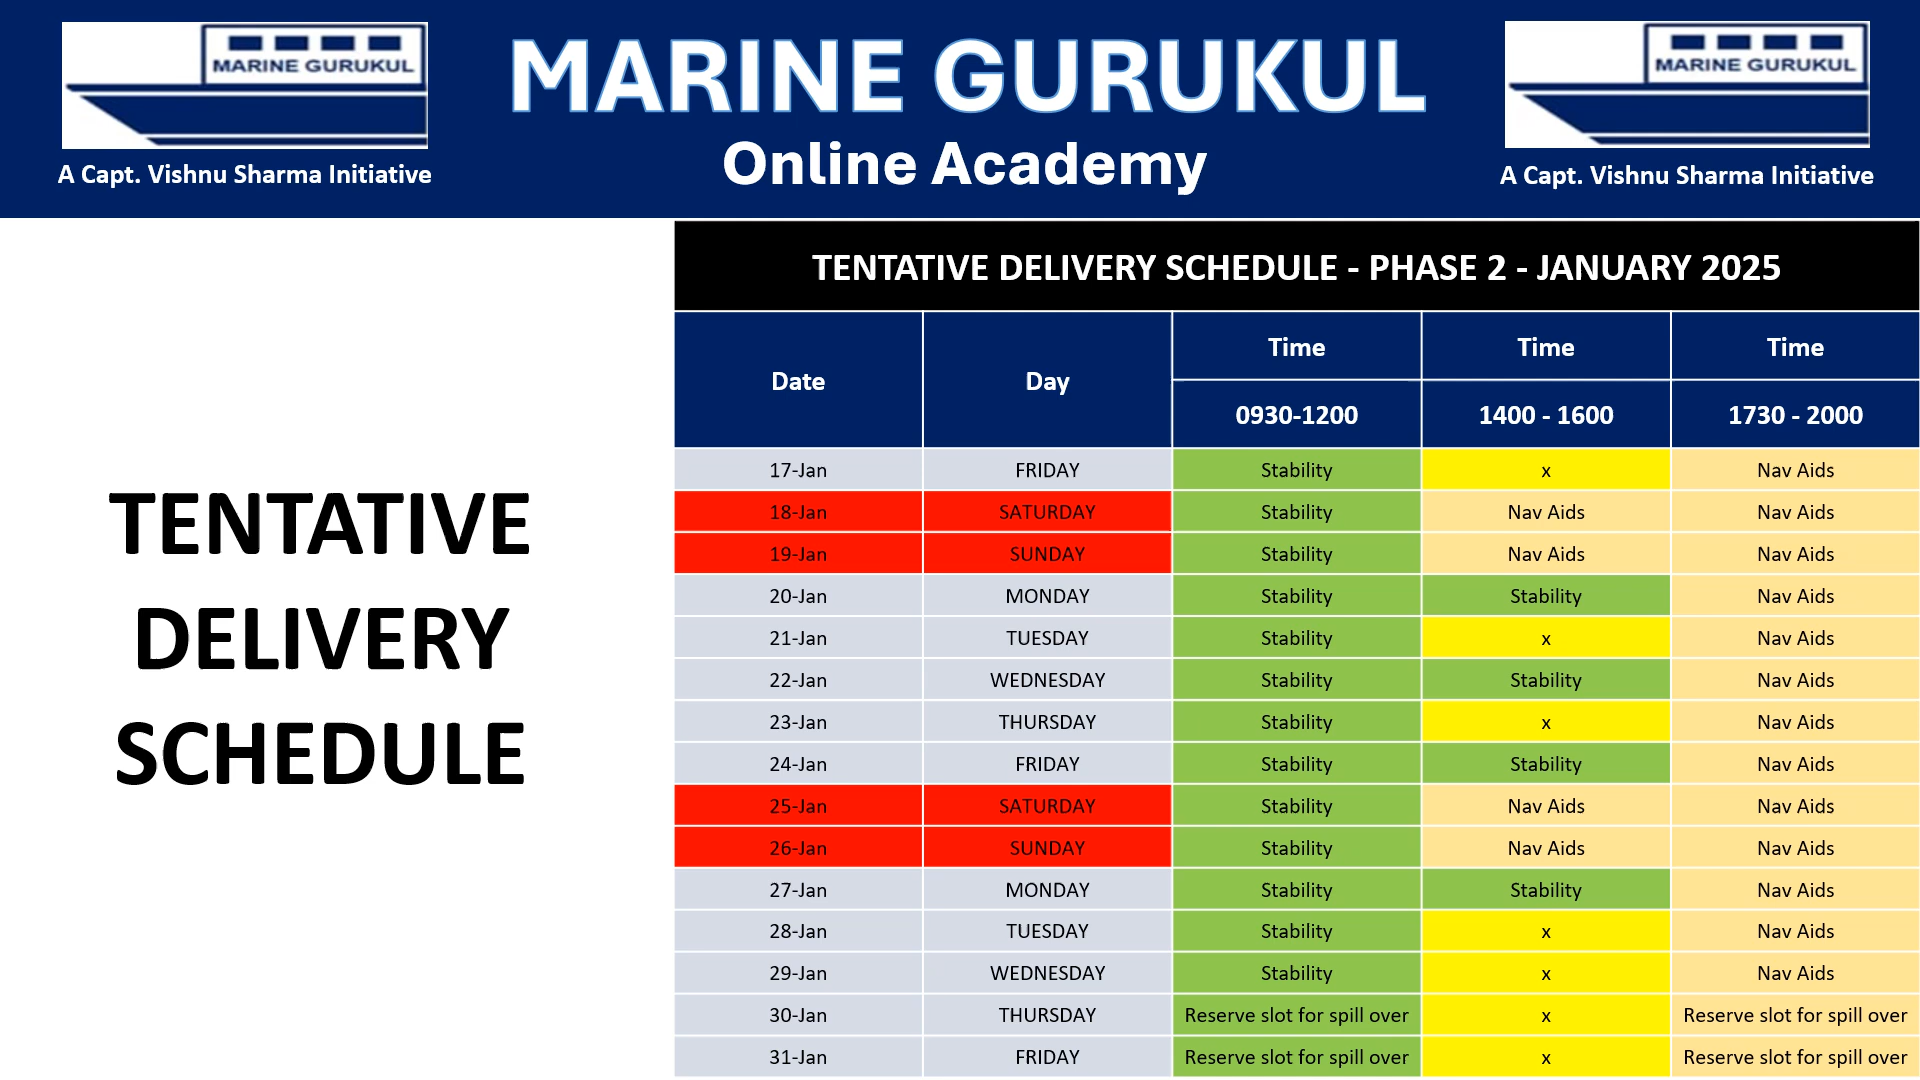 MARINE GURUKUL
MARINE GURUKUL
MARINE GURUKUL
Online Academy
A Capt. Vishnu Sharma Initiative
A Capt. Vishnu Sharma Initiative
TENTATIVE
DELIVERY
SCHEDULE
TENTATIVE DELIVERY SCHEDULE - PHASE 2 - JANUARY 2025
Date Day Time Time Time
0930-1200 1400 - 1600 1730 - 2000
17-Jan FRIDAY Stability x Nav Aids
18-Jan SATURDAY Stability Nav Aids Nav Aids
19-Jan SUNDAY Stability Nav Aids Nav Aids
20-Jan MONDAY Stability Stability Nav Aids
21-Jan TUESDAY Stability x Nav Aids
22-Jan WEDNESDAY Stability Stability Nav Aids
23-Jan THURSDAY Stability x Nav Aids
24-Jan FRIDAY Stability Stability Nav Aids
25-Jan SATURDAY Stability Nav Aids Nav Aids
26-Jan SUNDAY Stability Nav Aids Nav Aids
27-Jan MONDAY Stability Stability Nav Aids
28-Jan TUESDAY Stability x Nav Aids
29-Jan WEDNESDAY Stability x Nav Aids
30-Jan THURSDAY Reserve slot for spill over x Reserve slot for spill over
31-Jan FRIDAY Reserve slot for spill over x Reserve slot for spill over